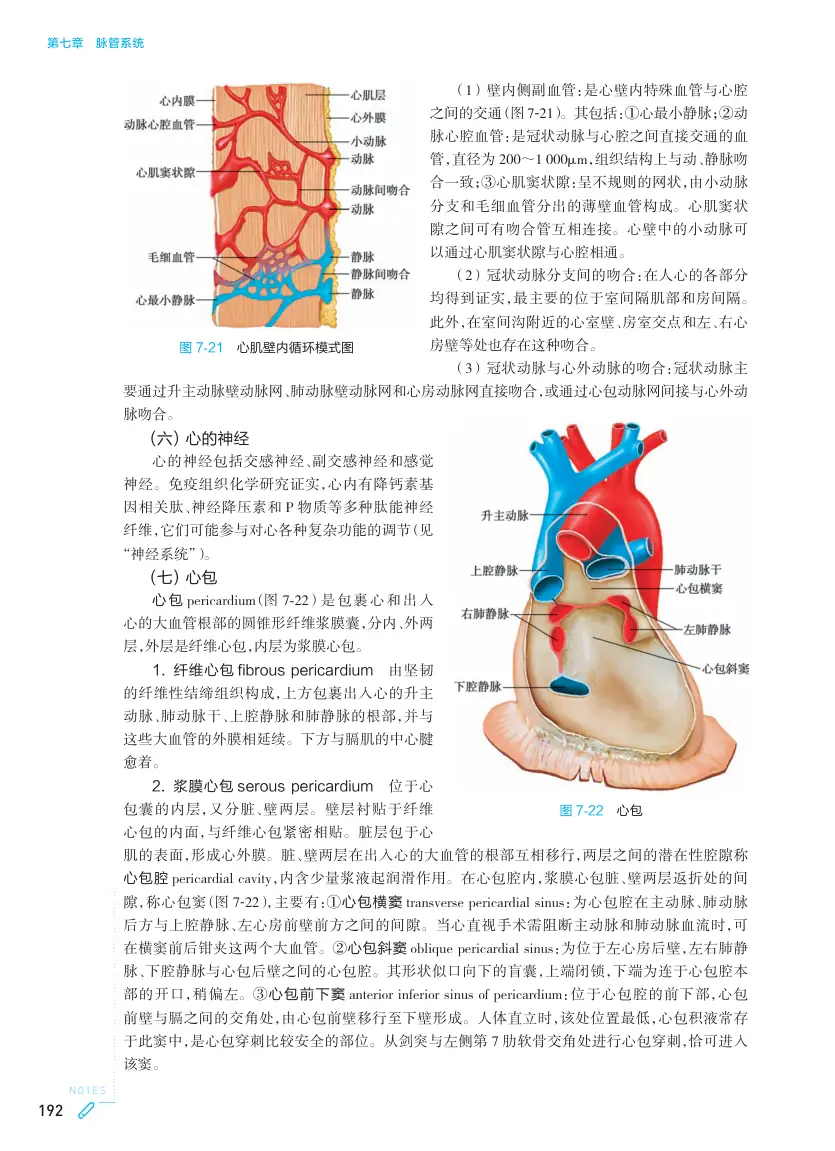 第七章　脉管系统
心内膜
动脉心腔血管
心肌窦状隙
毛细血管
心最小静脉
心肌层
心外膜
小动脉
动脉
动脉间吻合
动脉
静脉
静脉间吻合
静脉
图 7-21　心肌壁内循环模式图
（1）壁内侧副血管：是心壁内特殊血管与心腔
之间的交通（图 7-21）。其包括：①心最小静脉；②动
脉心腔血管：是冠状动脉与心腔之间直接交通的血
管，直径为 200～1 000μm，组织结构上与动、静脉吻
合一致；③心肌窦状隙：呈不规则的网状，由小动脉
分支和毛细血管分出的薄壁血管构成。心肌窦状
隙之间可有吻合管互相连接。心壁中的小动脉可
以通过心肌窦状隙与心腔相通。
（2）冠状动脉分支间的吻合：在人心的各部分
均得到证实，最主要的位于室间隔肌部和房间隔。
此外，在室间沟附近的心室壁、房室交点和左、右心
房壁等处也存在这种吻合。
（3）冠状动脉与心外动脉的吻合：冠状动脉主
要通过升主动脉壁动脉网、肺动脉壁动脉网和心房动脉网直接吻合，或通过心包动脉网间接与心外动
脉吻合。
（六）心的神经
心的神经包括交感神经、副交感神经和感觉
神经。免疫组织化学研究证实，心内有降钙素基
因相关肽、神经降压素和 P 物质等多种肽能神经
纤维，它们可能参与对心各种复杂功能的调节（见
“神经系统”）。
（七）心包
心包 pericardium（图 7-22）是包裹心和出入
心的大血管根部的圆锥形纤维浆膜囊，分内、外两
层，外层是纤维心包，内层为浆膜心包。
1. 纤维心包 fibrous pericardium　由坚韧
的纤维性结缔组织构成，上方包裹出入心的升主
动脉、肺动脉干、上腔静脉和肺静脉的根部，并与
这些大血管的外膜相延续。下方与膈肌的中心腱
愈着。
2. 浆膜心包 serous pericardium　位于心
包囊的内层，又分脏、壁两层。壁层衬贴于纤维
心包的内面，与纤维心包紧密相贴。脏层包于心
升主动脉
上腔静脉
右肺静脉
下腔静脉
肺动脉干
心包横窦
左肺静脉
心包斜窦
图 7-22　心包
肌的表面，形成心外膜。脏、壁两层在出入心的大血管的根部互相移行，两层之间的潜在性腔隙称
心包腔 pericardial cavity，内含少量浆液起润滑作用。在心包腔内，浆膜心包脏、壁两层返折处的间
隙，称心包窦（图 7-22），主要有：①心包横窦 transverse pericardial sinus：为心包腔在主动脉、肺动脉
后方与上腔静脉、左心房前壁前方之间的间隙。当心直视手术需阻断主动脉和肺动脉血流时，可
在横窦前后钳夹这两个大血管。②心包斜窦 oblique pericardial sinus：为位于左心房后壁，左右肺静
脉、下腔静脉与心包后壁之间的心包腔。其形状似口向下的盲囊，上端闭锁，下端为连于心包腔本
部的开口，稍偏左。③心包前下窦 anterior inferior sinus of pericardium：位于心包腔的前下部，心包
前壁与膈之间的交角处，由心包前壁移行至下壁形成。人体直立时，该处位置最低，心包积液常存
于此窦中，是心包穿刺比较安全的部位。从剑突与左侧第 7 肋软骨交角处进行心包穿刺，恰可进入
该窦。
NOTES
192